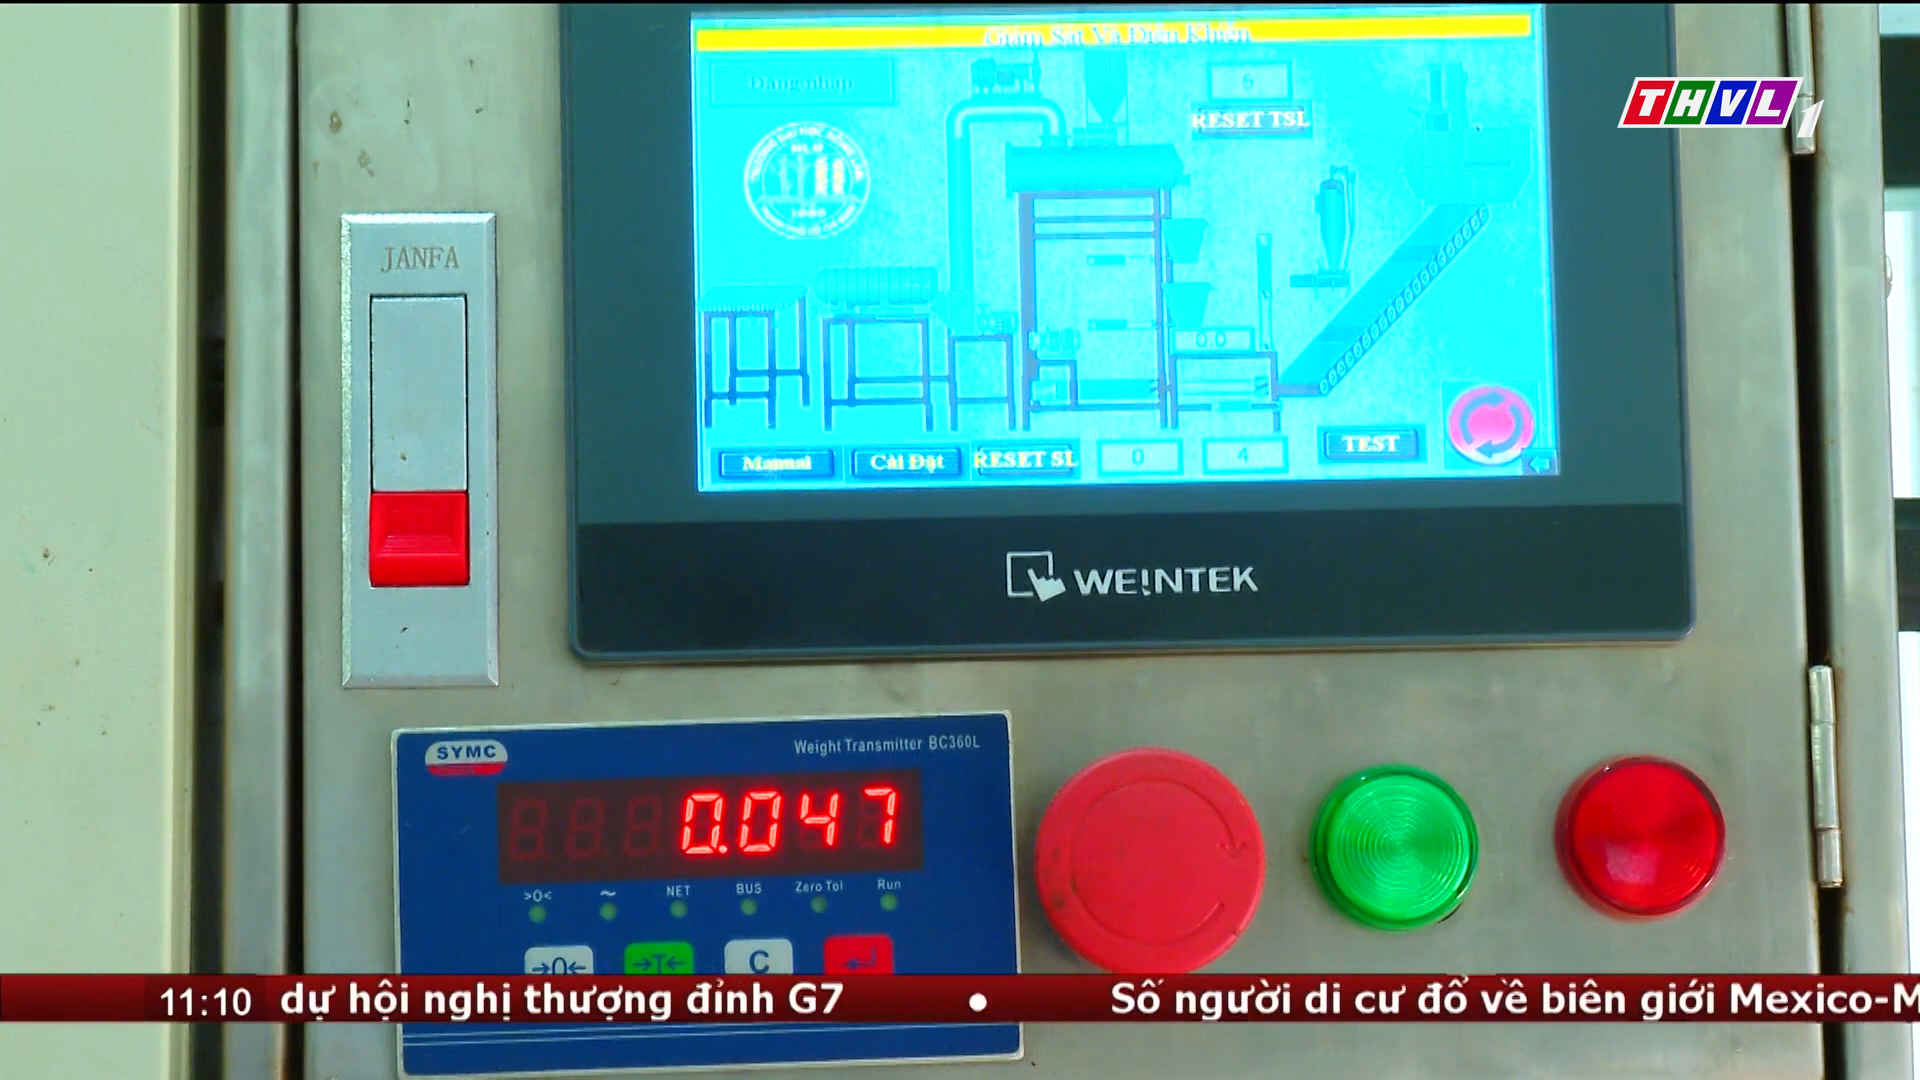 Giám Sát Và Điều Khiển
Đăng nhập
6
RESET TSL
THVL1
JANFA
0.0
Manual
Cài Đặt
RESET SL
0
4
TEST
WEINTEK
SYMC
Weight Transmitter BC360L
0.047
>0<
~
NET
BUS
Zero Tol
Run
→0←
→T←
C
11:10 dự hội nghị thượng đỉnh G7 • Số người di cư đổ về biên giới Mexico-M